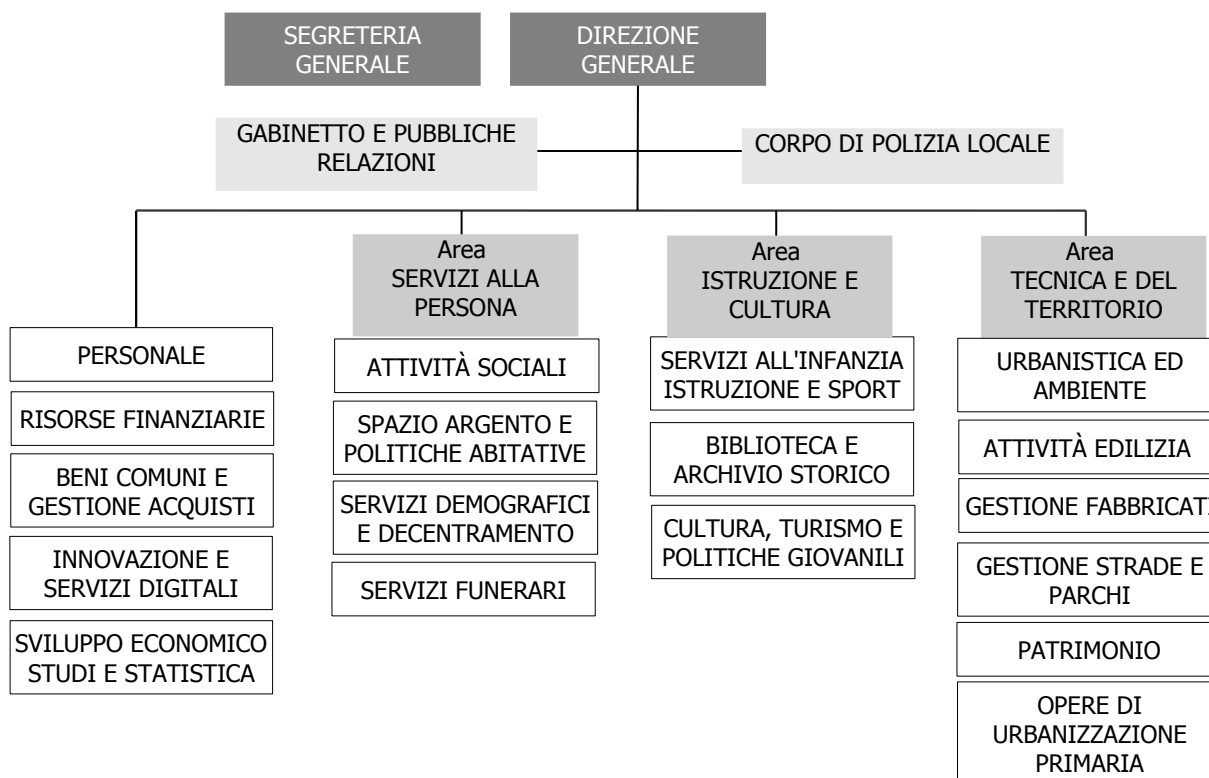 SEGRETERIA
GENERALE
DIREZIONE
GENERALE
GABINETTO E PUBBLICHE
RELAZIONI
CORPO DI POLIZIA LOCALE
PERSONALE
RISORSE FINANZIARIE
BENI COMUNI E
GESTIONE ACQUISTI
INNOVAZIONE E
SERVIZI DIGITALI
SVILUPPO ECONOMICO
STUDI E STATISTICA
Area
SERVIZI ALLA
PERSONA
ATTIVITÀ SOCIALI
SPAZIO ARGENTO E
POLITICHE ABITATIVE
SERVIZI DEMOGRAFICI
E DECENTRAMENTO
SERVIZI FUNERARI
Area
ISTRUZIONE E
CULTURA
SERVIZI ALL'INFANZIA
ISTRUZIONE E SPORT
BIBLIOTECA E
ARCHIVIO STORICO
CULTURA, TURISMO E
POLITICHE GIOVANILI
Area
TECNICA E DEL
TERRITORIO
URBANISTICA ED
AMBIENTE
ATTIVITÀ EDILIZIA
GESTIONE FABBRICATI
GESTIONE STRADE E
PARCHI
PATRIMONIO
OPERE DI
URBANIZZAZIONE
PRIMARIA